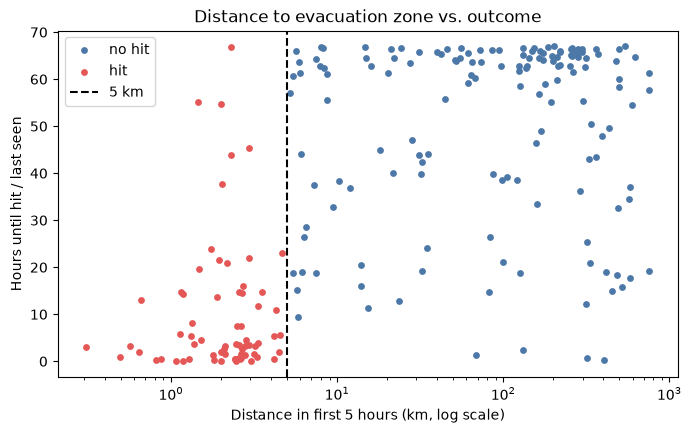 Distance to evacuation zone vs. outcome
no hit
hit
5 km
Hours until hit / last seen
70
60
50
40
30
20
10
0
10⁰
10¹
10²
10³
Distance in first 5 hours (km, log scale)